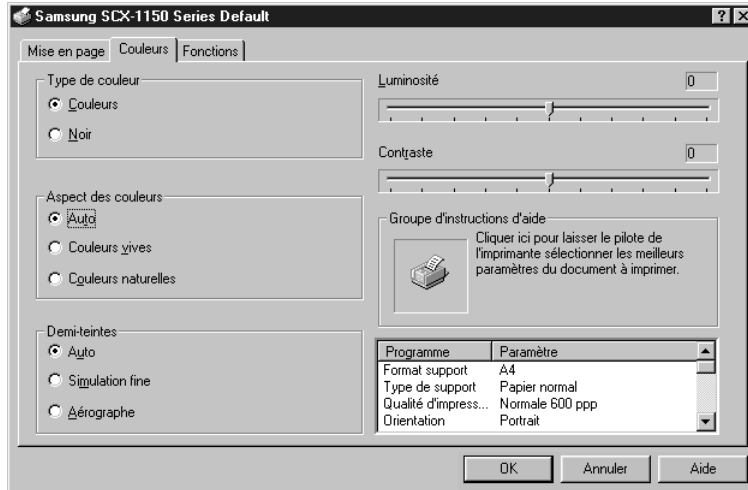 Samsung SCX-1150 Series Default
Mise en page Couleurs Fonctions
Type de couleur
Couleurs
Noir
Aspect des couleurs
Auto
Couleurs vives
Couleurs naturelles
Demi-teintes
Auto
Simulation fine
Aérographe
Luminosité 0
Contraste 0
Groupe d'instructions d'aide
Cliquer ici pour laisser le pilote de
l'imprimante sélectionner les meilleurs
paramètres du document à imprimer.
Programme Paramètre
Format support A4
Type de support Papier normal
Qualité d'impress... Normale 600 ppp
Orientation Portrait
OK Annuler Aide